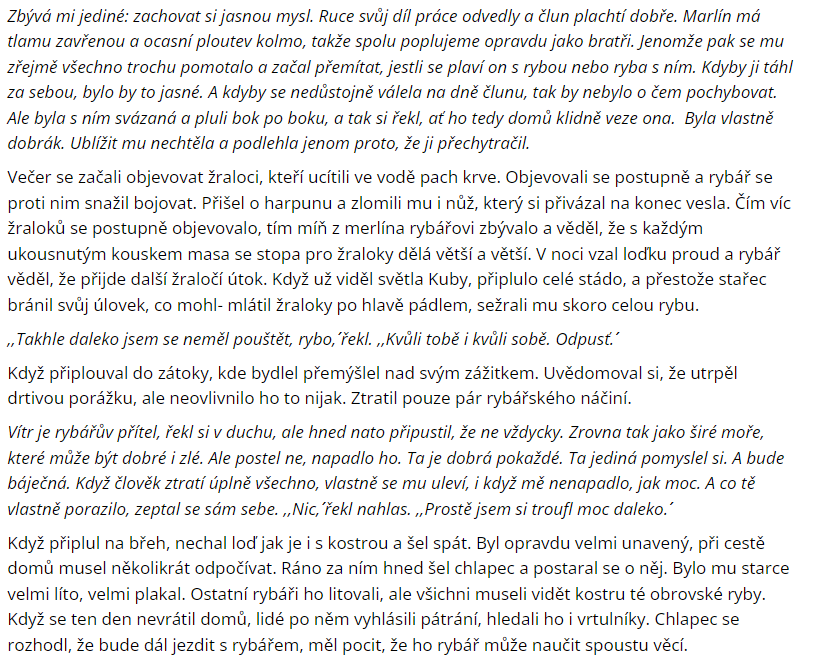 Zbývá mi jediné: zachovat si jasnou mysl. Ruce svůj díl práce odvedly a člun plachtí dobře. Marlín má
tlamu zavřenou a ocasní ploutev kolmo, takže spolu poplujeme opravdu jako bratři. Jenomže pak se mu
zřejmě všechno trochu pomotalo a začal přemítat, jestli se plaví on s rybou nebo ryba s ním. Kdyby ji táhl
za sebou, bylo by to jasné. A kdyby se nedůstojně válela na dně člunu, tak by nebylo o čem pochybovat.
Ale byla s ním svázaná a pluli bok po boku, a tak si řekl, ať ho tedy domů klidně veze ona.  Byla vlastně
dobrák. Ublížit mu nechtěla a podlehla jenom proto, že ji přechytračil.
Večer se začali objevovat žraloci, kteří ucítili ve vodě pach krve. Objevovali se postupně a rybář se
proti nim snažil bojovat. Přišel o harpunu a zlomili mu i nůž, který si přivázal na konec vesla. Čím víc
žraloků se postupně objevovalo, tím míň z merlína rybářovi zbývalo a věděl, že s každým
ukousnutým kouskem masa se stopa pro žraloky dělá větší a větší. V noci vzal loďku proud a rybář
věděl, že přijde další žraločí útok. Když už viděl světla Kuby, připlulo celé stádo, a přestože stařec
bránil svůj úlovek, co mohl- mlátil žraloky po hlavě pádlem, sežrali mu skoro celou rybu.
,,Takhle daleko jsem se neměl pouštět, rybo,´řekl. ,,Kvůli tobě i kvůli sobě. Odpusť.´
Když připlouval do zátoky, kde bydlel přemýšlel nad svým zážitkem. Uvědomoval si, že utrpěl
drtivou porážku, ale neovlivnilo ho to nijak. Ztratil pouze pár rybářského náčiní.
Vítr je rybářův přítel, řekl si v duchu, ale hned nato připustil, že ne vždycky. Zrovna tak jako širé moře,
které může být dobré i zlé. Ale postel ne, napadlo ho. Ta je dobrá pokaždé. Ta jediná pomyslel si. A bude
báječná. Když člověk ztratí úplně všechno, vlastně se mu uleví, i když mě nenapadlo, jak moc. A co tě
vlastně porazilo, zeptal se sám sebe. ,,Nic,´řekl nahlas. ,,Prostě jsem si troufl moc daleko.´
Když připlul na břeh, nechal loď jak je i s kostrou a šel spát. Byl opravdu velmi unavený, při cestě
domů musel několikrát odpočívat. Ráno za ním hned šel chlapec a postaral se o něj. Bylo mu starce
velmi líto, velmi plakal. Ostatní rybáři ho litovali, ale všichni museli vidět kostru té obrovské ryby.
Když se ten den nevrátil domů, lidé po něm vyhlásili pátrání, hledali ho i vrtulníky. Chlapec se
rozhodl, že bude dál jezdit s rybářem, měl pocit, že ho rybář může naučit spoustu věcí.